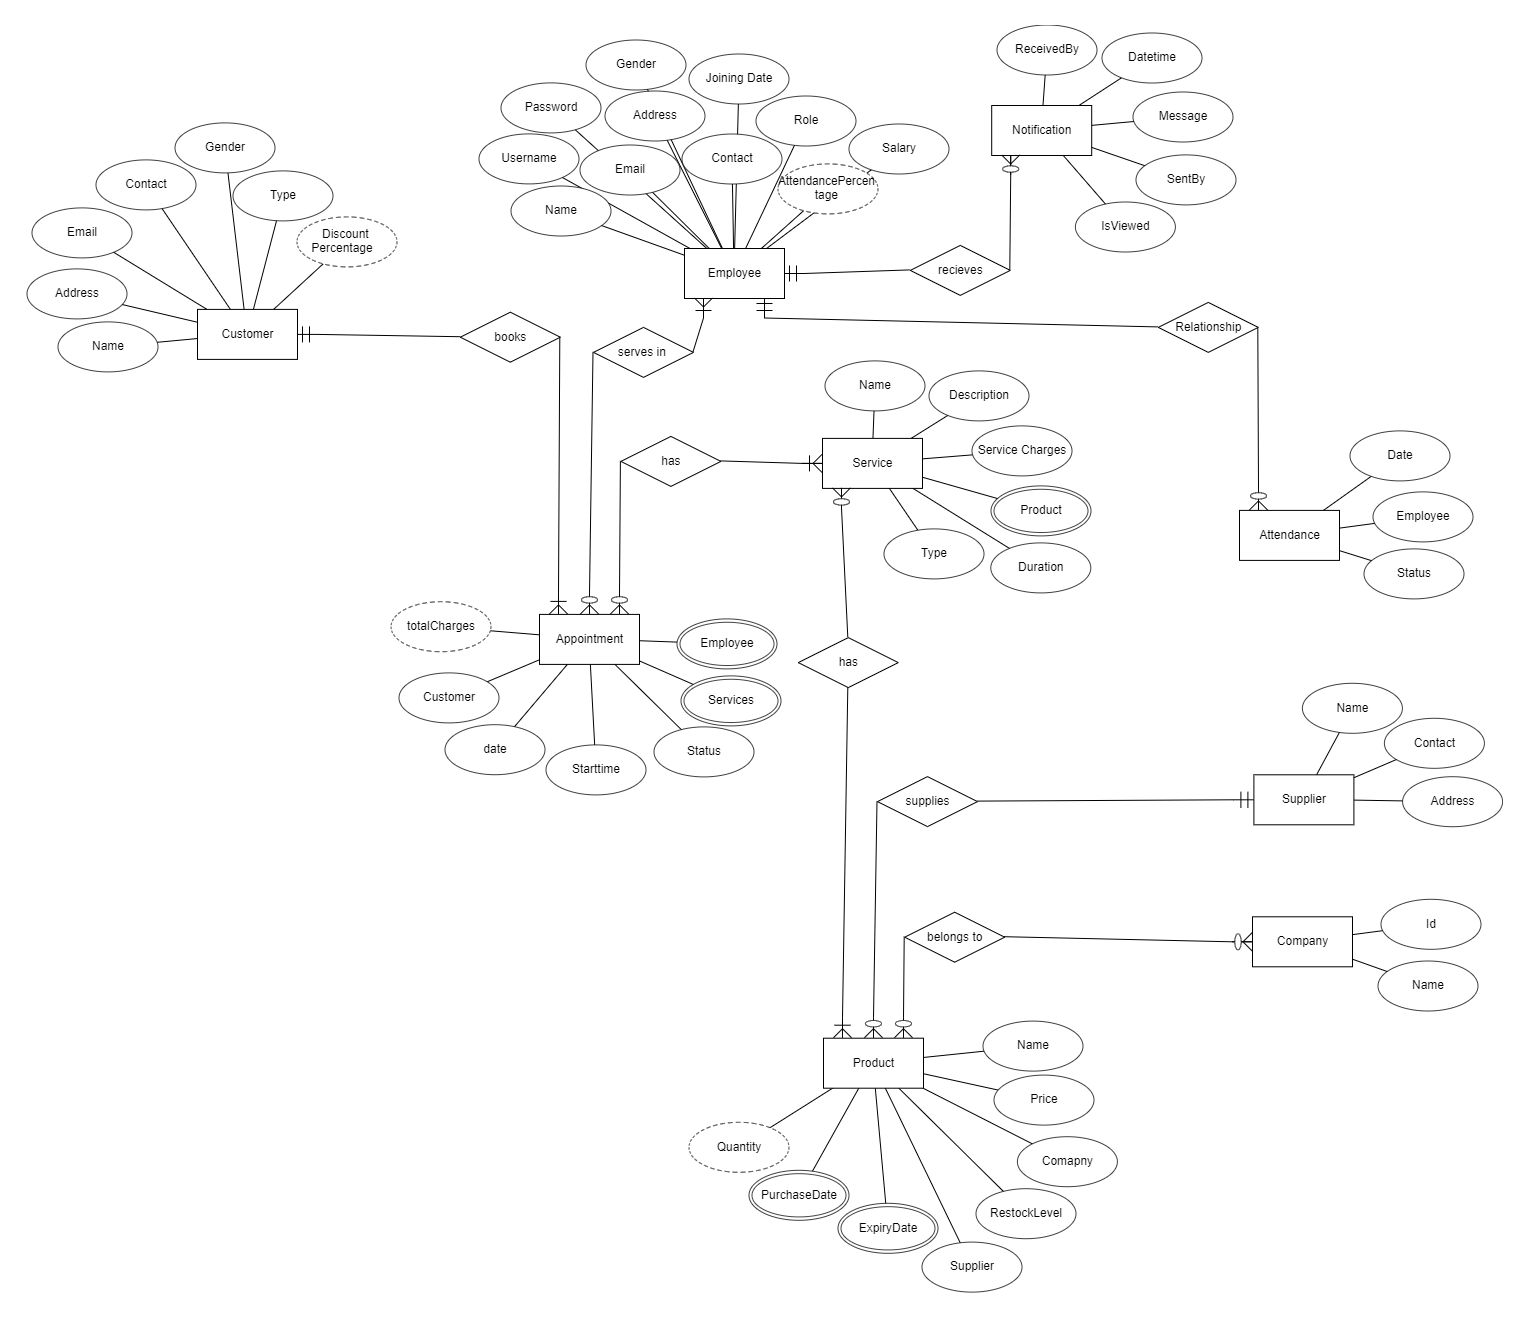 ReceivedBy
Datetime
Gender
Joining Date
Password
Address
Role
Message
Notification
Gender
Username
Email
Contact
Salary
Contact
Type
Name
AttendancePercen
tage
SentBy
IsViewed
Email
Discount
Percentage
Employee
recieves
Address
Customer
Name
books
serves in
Relationship
Name
Description
has
Service
Service Charges
Date
Product
Employee
Attendance
Type
Duration
Status
totalCharges
Appointment
Employee
has
Customer
Services
date
Starttime
Status
Name
Contact
supplies
Supplier
Address
belongs to
Company
Id
Name
Product
Name
Price
Quantity
Comapny
PurchaseDate
RestockLevel
ExpiryDate
Supplier